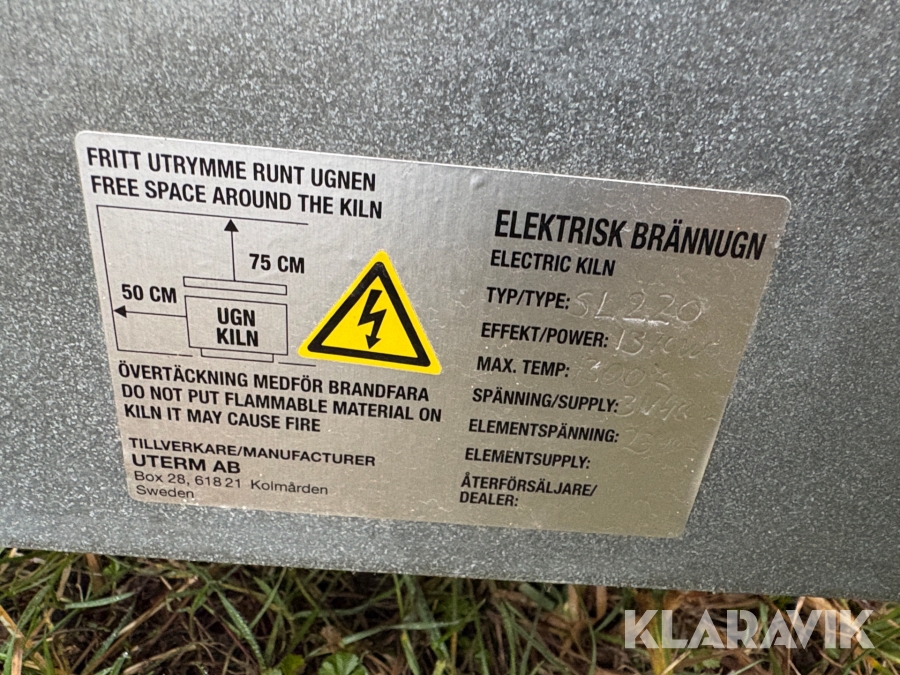 FRITT UTRYMME RUNT UGNEN
FREE SPACE AROUND THE KILN
75 CM
50 CM
UGN
KILN
ÖVERTÄCKNING MEDFÖR BRANDFARA
DO NOT PUT FLAMMABLE MATERIAL ON
KILN IT MAY CAUSE FIRE
TILLVERKARE/MANUFACTURER
UTERM AB
Box 28, 618 21 Kolmården
Sweden
ELEKTRISK BRÄNNUGN
ELECTRIC KILN
TYP/TYPE: SL 220
EFFEKT/POWER:
MAX. TEMP:
SPÄNNING/SUPPLY:
ELEMENTSPÄNNING:
ELEMENTSUPPLY:
ÅTERFÖRSÄLJARE/
DEALER:
KLARAVIK